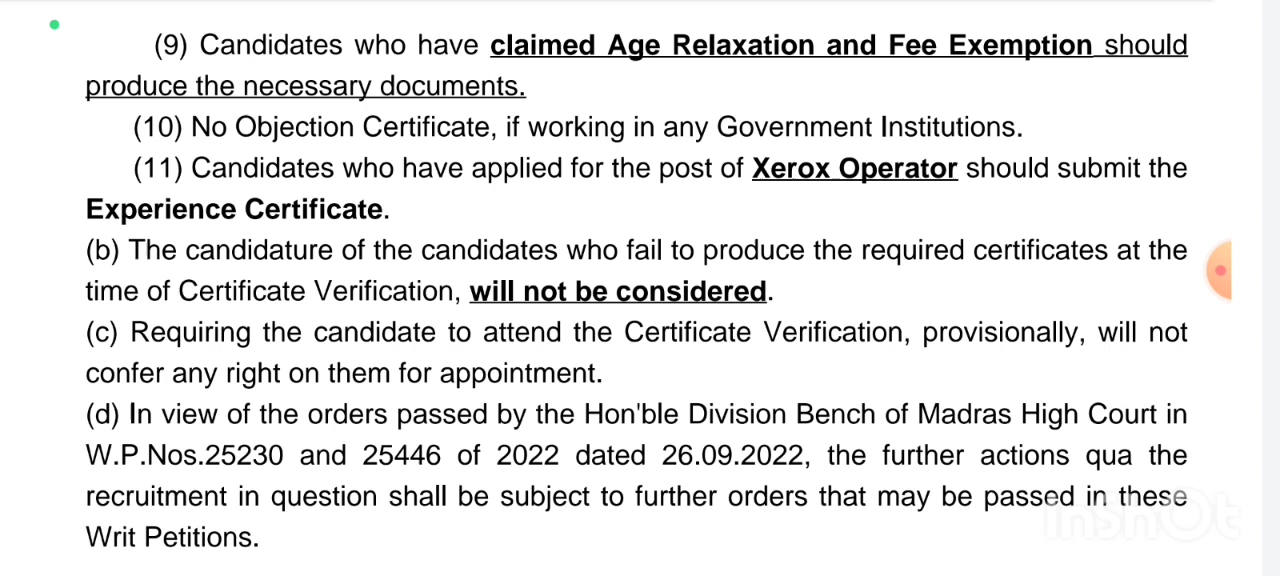 (9) Candidates who have claimed Age Relaxation and Fee Exemption should
produce the necessary documents.
(10) No Objection Certificate, if working in any Government Institutions.
(11) Candidates who have applied for the post of Xerox Operator should submit the
Experience Certificate.
(b) The candidature of the candidates who fail to produce the required certificates at the
time of Certificate Verification, will not be considered.
(c) Requiring the candidate to attend the Certificate Verification, provisionally, will not
confer any right on them for appointment.
(d) In view of the orders passed by the Hon'ble Division Bench of Madras High Court in
W.P.Nos.25230 and 25446 of 2022 dated 26.09.2022, the further actions qua the
recruitment in question shall be subject to further orders that may be passed in these
Writ Petitions.
InShOt